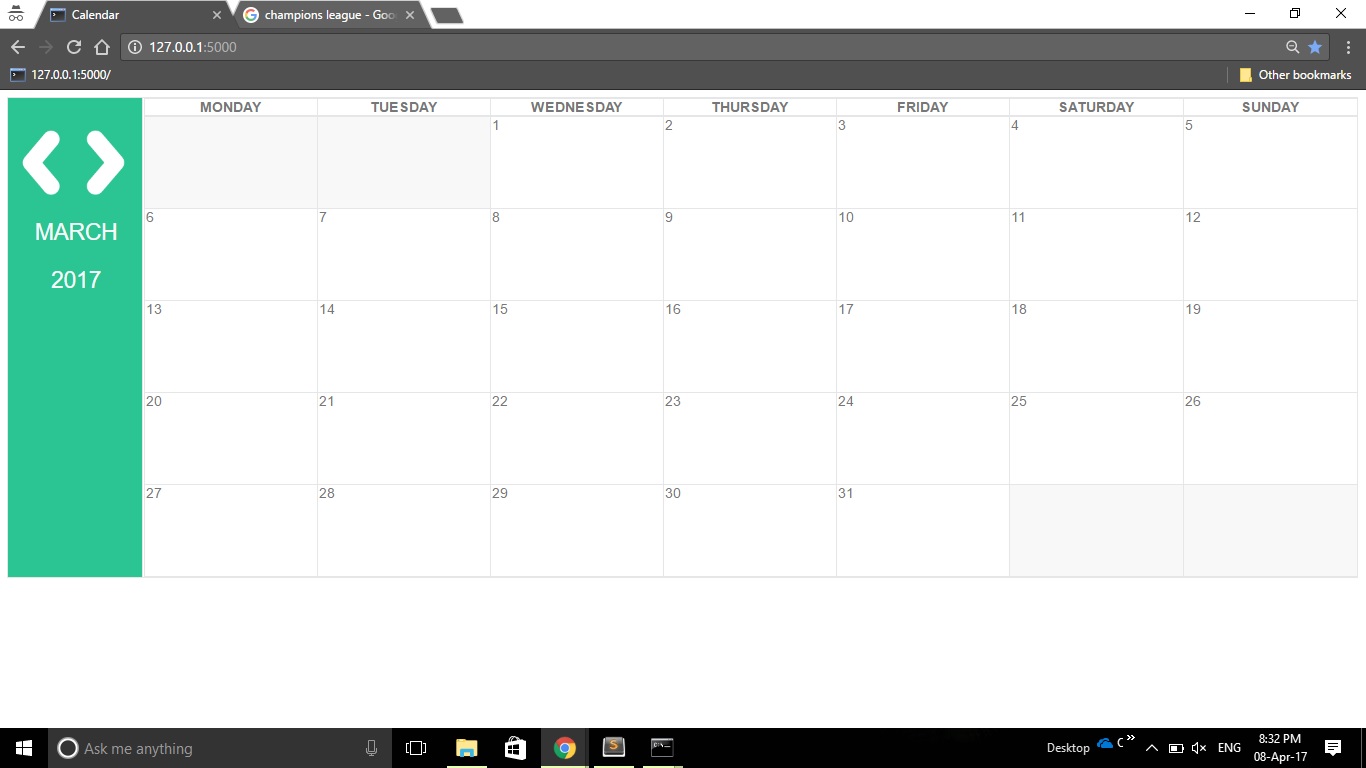 Calendar
champions league - Goo
127.0.0.1:5000
127.0.0.1:5000/
Other bookmarks
MARCH
2017
MONDAY TUESDAY WEDNESDAY THURSDAY FRIDAY SATURDAY SUNDAY
1 2 3 4 5
6 7 8 9 10 11 12
13 14 15 16 17 18 19
20 21 22 23 24 25 26
27 28 29 30 31
Ask me anything
Desktop
C
ENG
8:32 PM
08-Apr-17